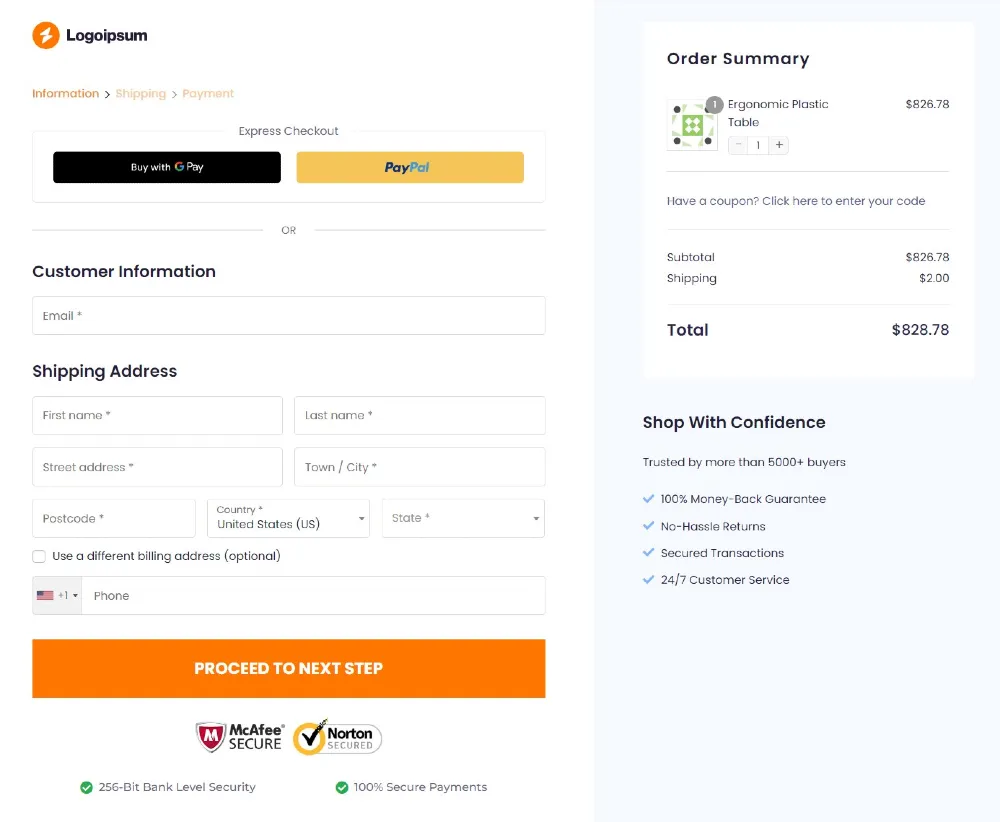 Logoipsum
Information > Shipping > Payment
Express Checkout
Buy with G Pay
PayPal
OR
Customer Information
Email *
Shipping Address
First name *
Last name *
Street address *
Town / City *
Postcode *
Country *
United States (US)
State *
Use a different billing address (optional)
+1
Phone
PROCEED TO NEXT STEP
McAfee®
SECURE
Norton
SECURED
256-Bit Bank Level Security
100% Secure Payments
Order Summary
1
Ergonomic Plastic
Table
$826.78
− 1 +
Have a coupon? Click here to enter your code
Subtotal $826.78
Shipping $2.00
Total $828.78
Shop With Confidence
Trusted by more than 5000+ buyers
100% Money-Back Guarantee
No-Hassle Returns
Secured Transactions
24/7 Customer Service